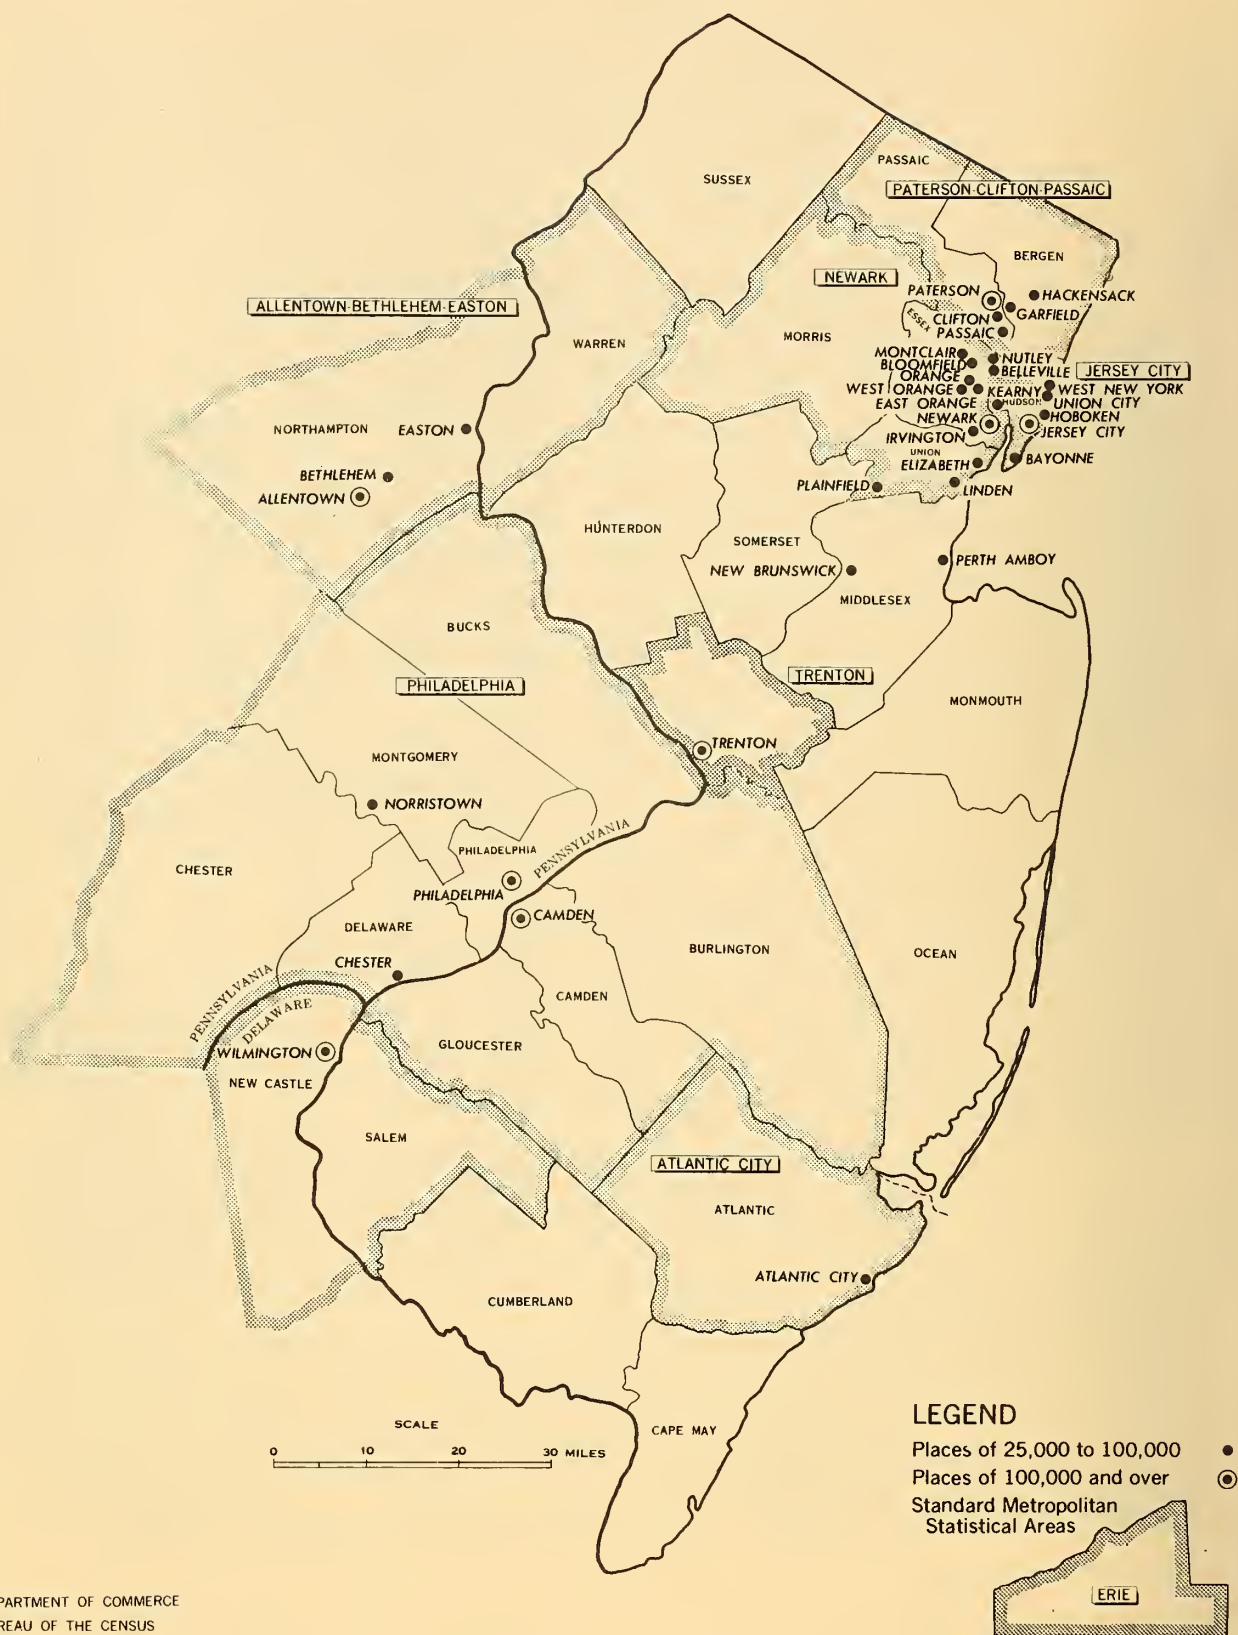 SUSSEX
PASSAIC
PATERSON-CLIFTON-PASSAIC
BERGEN
NEWARK
ALLENTOWN-BETHLEHEM-EASTON
PATERSON
HACKENSACK
GARFIELD
ESSEX
CLIFTON
PASSAIC
MORRIS
WARREN
MONTCLAIR
NUTLEY
BLOOMFIELD
BELLEVILLE
JERSEY CITY
ORANGE
WEST ORANGE
KEARNY
WEST NEW YORK
EAST ORANGE
HUDSON
UNION CITY
NEWARK
HOBOKEN
JERSEY CITY
NORTHAMPTON
EASTON
IRVINGTON
UNION
ELIZABETH
BAYONNE
BETHLEHEM
ALLENTOWN
PLAINFIELD
LINDEN
HUNTERDON
SOMERSET
NEW BRUNSWICK
PERTH AMBOY
MIDDLESEX
BUCKS
PHILADELPHIA
TRENTON
MONMOUTH
TRENTON
MONTGOMERY
NORRISTOWN
PENNSYLVANIA
PHILADELPHIA
CHESTER
PHILADELPHIA
CAMDEN
DELAWARE
BURLINGTON
OCEAN
CHESTER
PENNSYLVANIA
DELAWARE
CAMDEN
GLOUCESTER
WILMINGTON
NEW CASTLE
SALEM
ATLANTIC CITY
ATLANTIC
ATLANTIC CITY
CUMBERLAND
CAPE MAY
SCALE
0 10 20 30 MILES
LEGEND
Places of 25,000 to 100,000
Places of 100,000 and over
Standard Metropolitan
Statistical Areas
ERIE
PARTMENT OF COMMERCE
REAU OF THE CENSUS